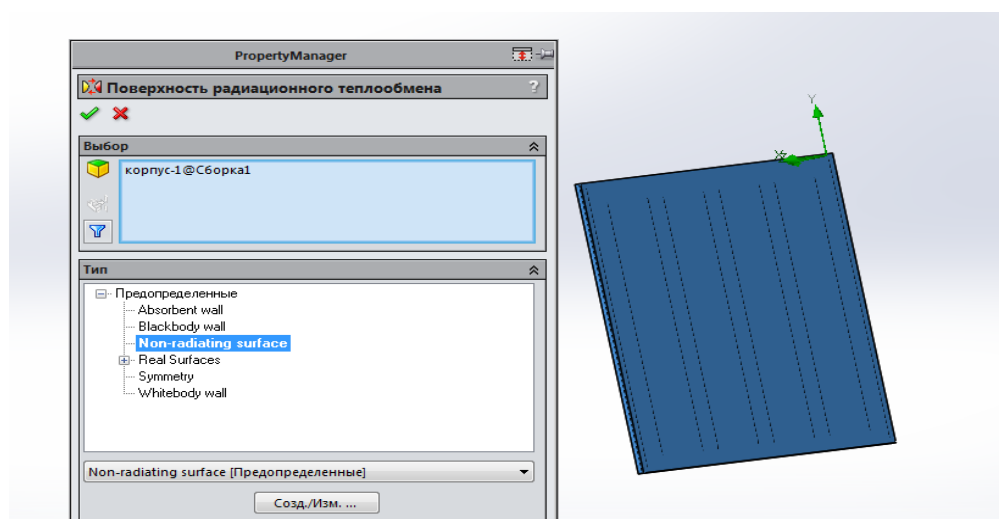 PropertyManager
Поверхность радиационного теплообмена ?
Выбор
корпус-1@Сборка1
Тип
Предопределенные
Absorbent wall
Blackbody wall
Non-radiating surface
Real Surfaces
Symmetry
Whitebody wall
Non-radiating surface [Предопределенные]
Созд./Изм. ...
Y